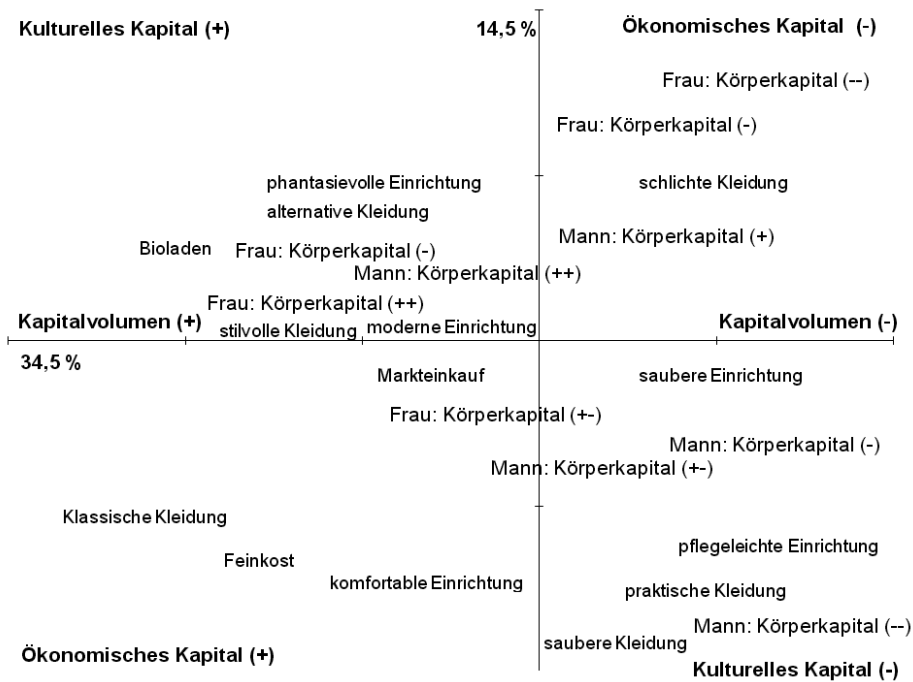 Kulturelles Kapital (+)
14,5 %
Ökonomisches Kapital (-)
Frau: Körperkapital (--)
Frau: Körperkapital (-)
phantasievolle Einrichtung
schlichte Kleidung
alternative Kleidung
Mann: Körperkapital (+)
Bioladen
Frau: Körperkapital (-)
Mann: Körperkapital (++)
Frau: Körperkapital (++)
Kapitalvolumen (+)
stilvolle Kleidung
moderne Einrichtung
Kapitalvolumen (-)
34,5 %
Markteinkauf
saubere Einrichtung
Frau: Körperkapital (+-)
Mann: Körperkapital (-)
Mann: Körperkapital (+-)
Klassische Kleidung
pflegeleichte Einrichtung
Feinkost
komfortable Einrichtung
praktische Kleidung
Mann: Körperkapital (--)
saubere Kleidung
Ökonomisches Kapital (+)
Kulturelles Kapital (-)